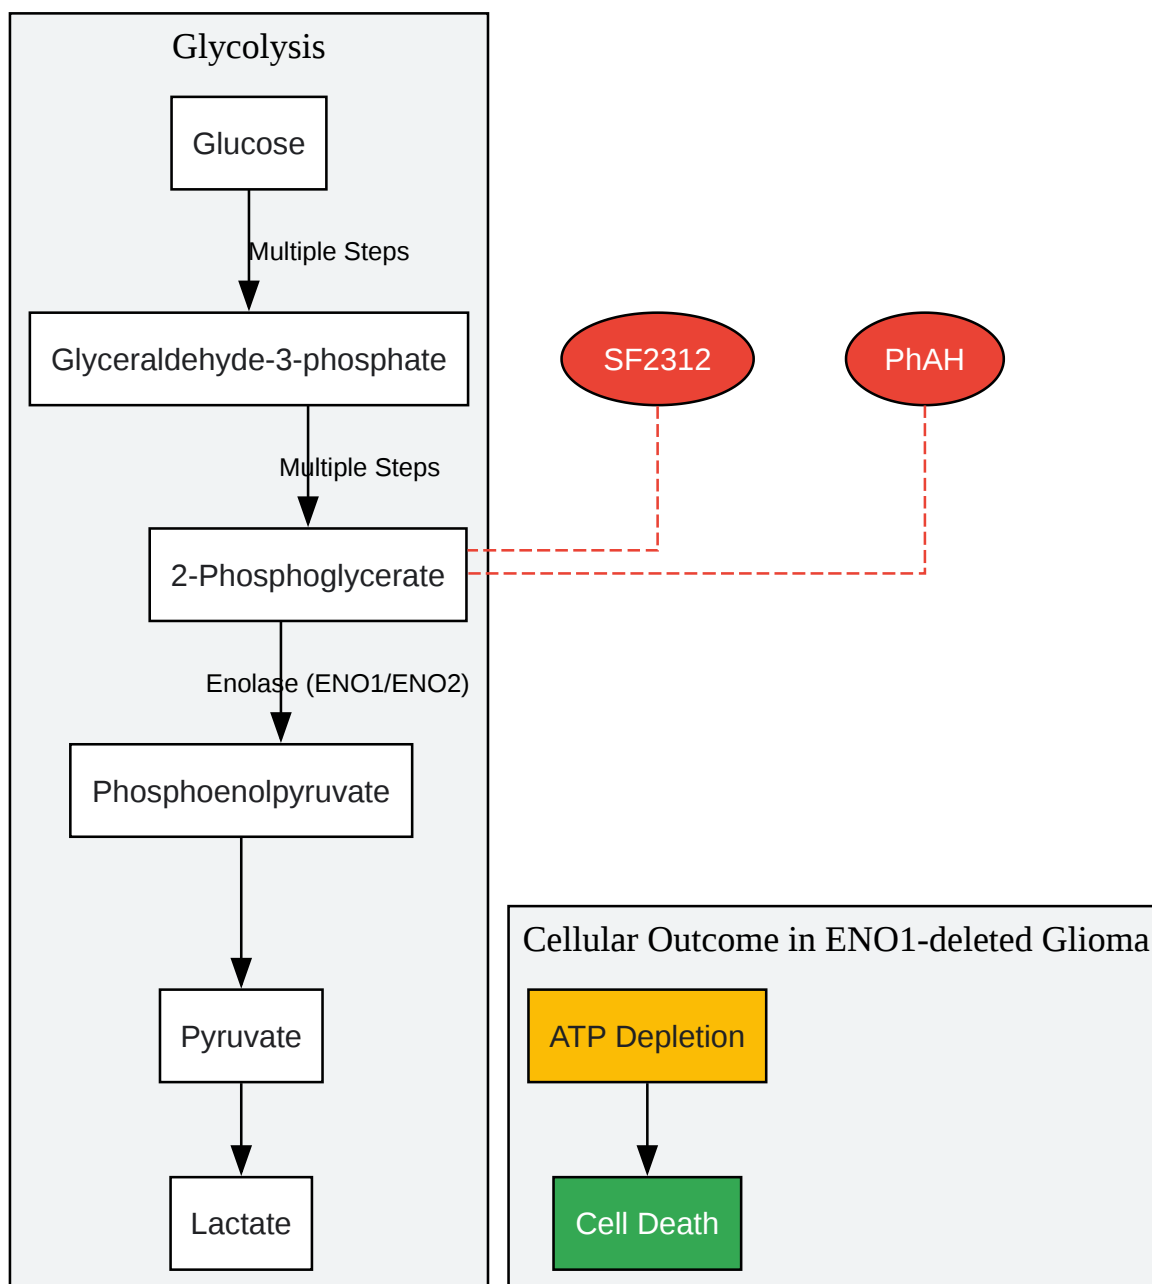 Glycolysis
Glucose
Multiple Steps
Glyceraldehyde-3-phosphate
SF2312
PhAH
Multiple Steps
2-Phosphoglycerate
Enolase (ENO1/ENO2)
Phosphoenolpyruvate
Cellular Outcome in ENO1-deleted Glioma
Pyruvate
ATP Depletion
Lactate
Cell Death